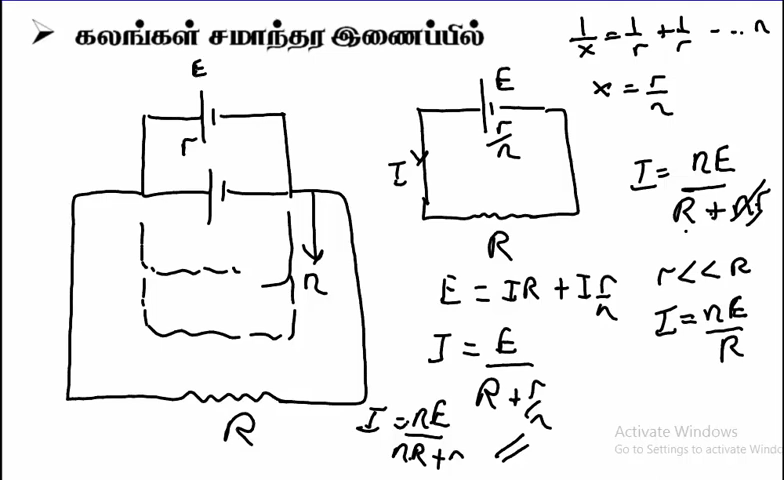 கலங்கள் சமாந்தர இணைப்பில்
1/x = 1/r + 1/r - - .. n
x = r/n
E
r
n
R
E
r/n
I
R
I = nE / R + nr
r << R
I = nE / R
E = IR + I r/n
I = E / R + r/n
I = nE / nR + r
Activate Windows
Go to Settings to activate Windo